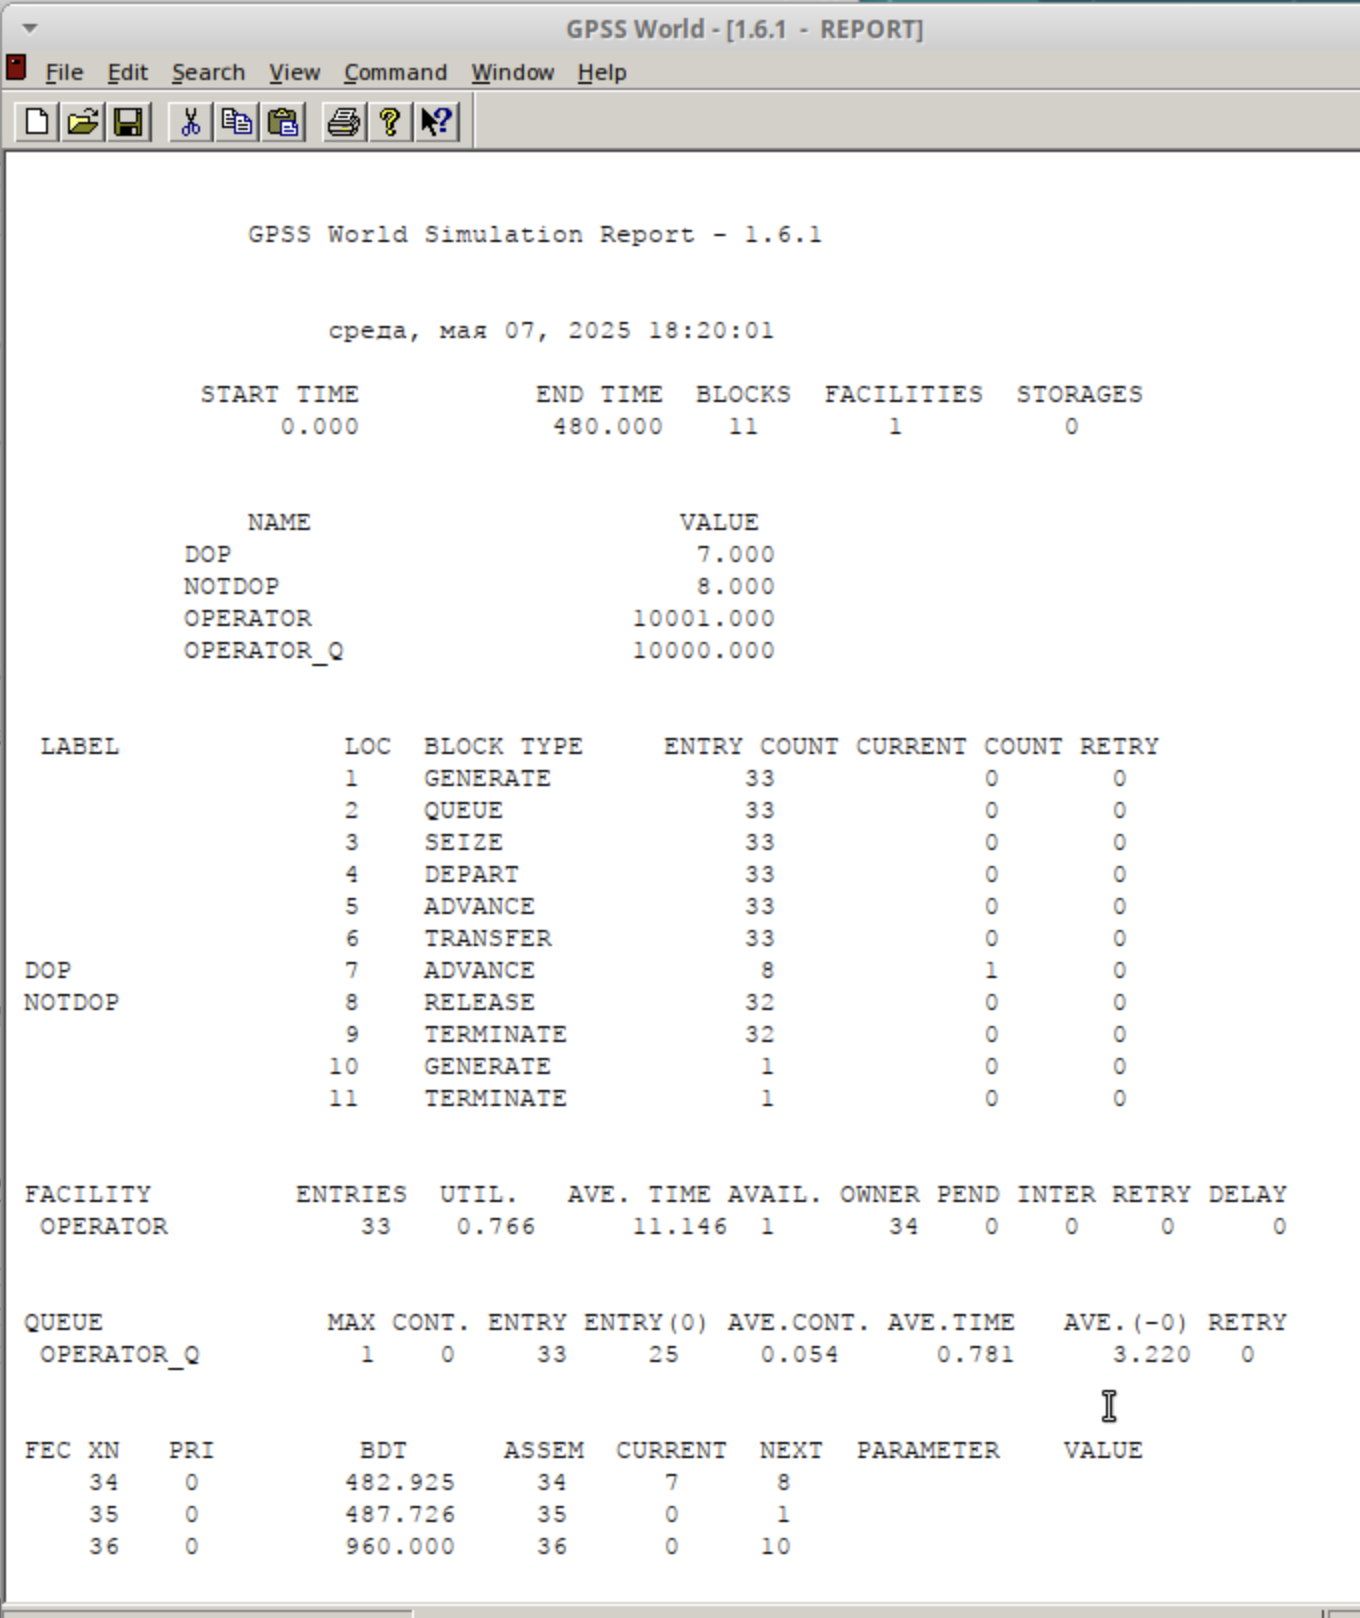 GPSS World - [1.6.1 - REPORT]
File Edit Search View Command Window Help
GPSS World Simulation Report - 1.6.1
среда, мая 07, 2025 18:20:01
START TIME END TIME BLOCKS FACILITIES STORAGES
0.000 480.000 11 1 0
NAME VALUE
DOP 7.000
NOTDOP 8.000
OPERATOR 10001.000
OPERATOR_Q 10000.000
LABEL LOC BLOCK TYPE ENTRY COUNT CURRENT COUNT RETRY
1 GENERATE 33 0 0
2 QUEUE 33 0 0
3 SEIZE 33 0 0
4 DEPART 33 0 0
5 ADVANCE 33 0 0
6 TRANSFER 33 0 0
DOP 7 ADVANCE 8 1 0
NOTDOP 8 RELEASE 32 0 0
9 TERMINATE 32 0 0
10 GENERATE 1 0 0
11 TERMINATE 1 0 0
FACILITY ENTRIES UTIL. AVE. TIME AVAIL. OWNER PEND INTER RETRY DELAY
OPERATOR 33 0.766 11.146 1 34 0 0 0 0
QUEUE MAX CONT. ENTRY ENTRY(0) AVE.CONT. AVE.TIME AVE.(-0) RETRY
OPERATOR_Q 1 0 33 25 0.054 0.781 3.220 0
FEC XN PRI BDT ASSEM CURRENT NEXT PARAMETER VALUE
34 0 482.925 34 7 8
35 0 487.726 35 0 1
36 0 960.000 36 0 10